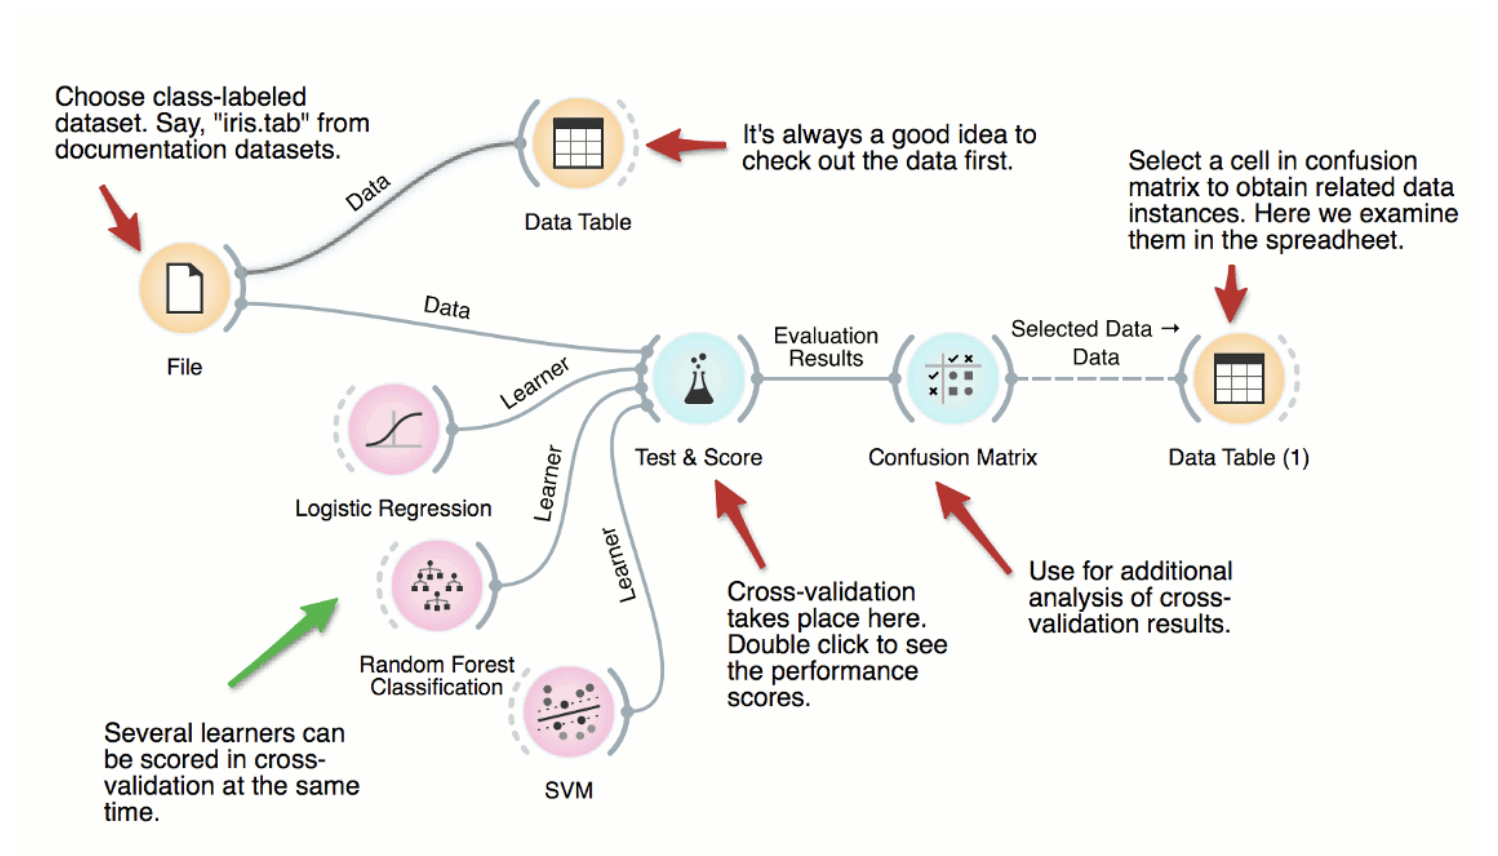 Choose class-labeled
dataset. Say, "iris.tab" from
documentation datasets.
It's always a good idea to
check out the data first.
Select a cell in confusion
matrix to obtain related data
instances. Here we examine
them in the spreadheet.
Data
Data Table
Data
File
Evaluation
Results
Selected Data →
Data
Learner
Learner
Learner
Test & Score
Confusion Matrix
Data Table (1)
Logistic Regression
Random Forest
Classification
SVM
Cross-validation
takes place here.
Double click to see
the performance
scores.
Use for additional
analysis of cross-
validation results.
Several learners can
be scored in cross-
validation at the same
time.